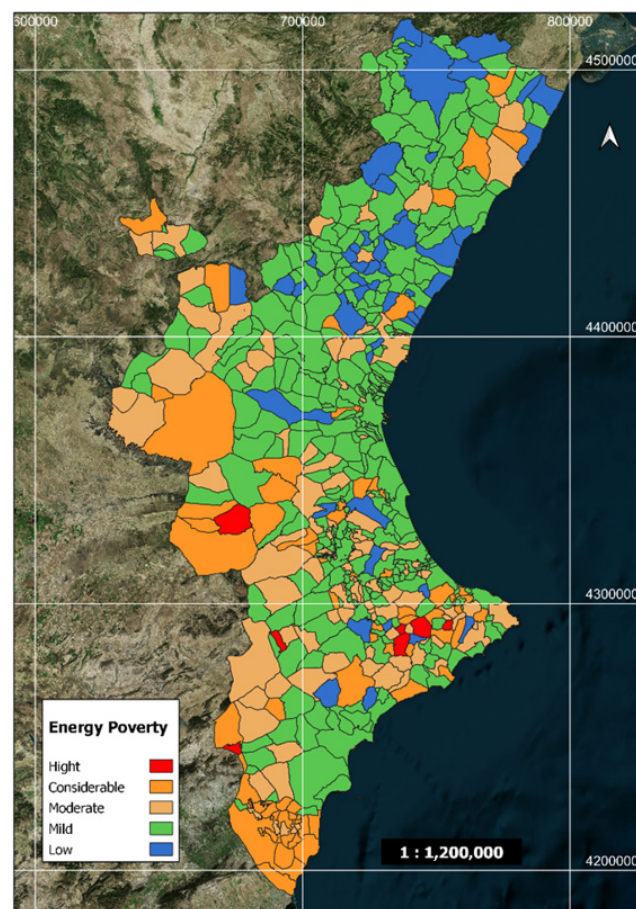 600000
700000
800000
4500000
4400000
4300000
4200000
Energy Poverty
Hight
Considerable
Moderate
Mild
Low
1 : 1,200,000